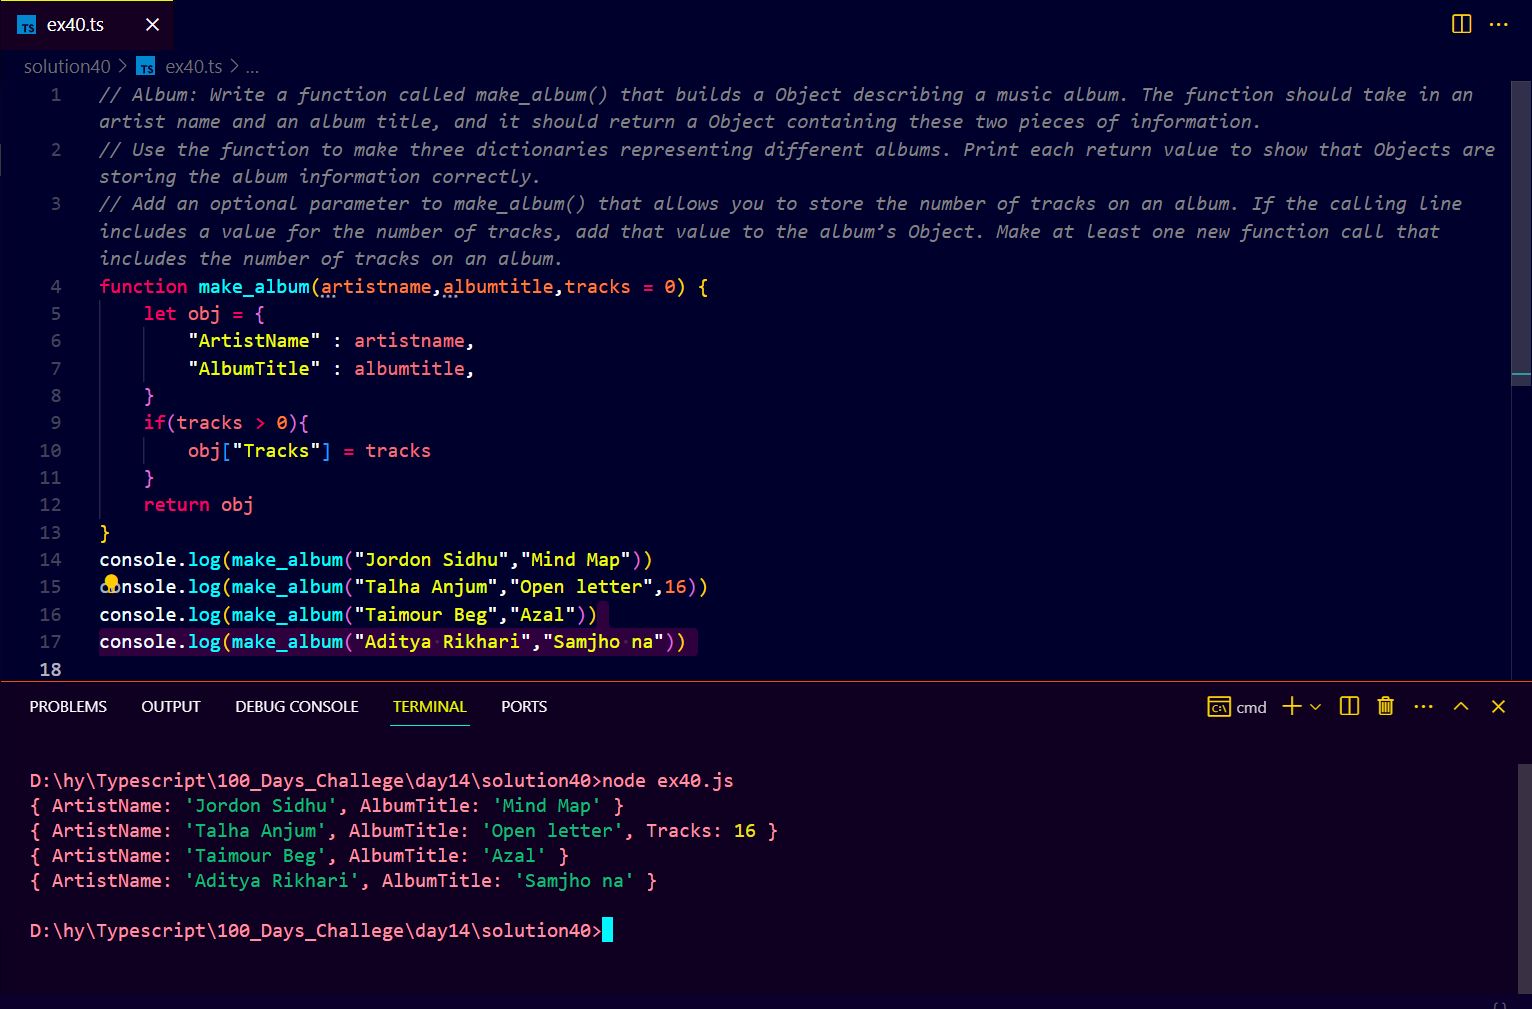 TS ex40.ts
solution40 > TS ex40.ts > ...
1 // Album: Write a function called make_album() that builds a Object describing a music album. The function should take in an
artist name and an album title, and it should return a Object containing these two pieces of information.
2 // Use the function to make three dictionaries representing different albums. Print each return value to show that Objects are
storing the album information correctly.
3 // Add an optional parameter to make_album() that allows you to store the number of tracks on an album. If the calling line
includes a value for the number of tracks, add that value to the album’s Object. Make at least one new function call that
includes the number of tracks on an album.
4 function make_album(artistname,albumtitle,tracks = 0) {
5 let obj = {
6 "ArtistName" : artistname,
7 "AlbumTitle" : albumtitle,
8 }
9 if(tracks > 0){
10 obj["Tracks"] = tracks
11 }
12 return obj
13 }
14 console.log(make_album("Jordon Sidhu","Mind Map"))
15 console.log(make_album("Talha Anjum","Open letter",16))
16 console.log(make_album("Taimour Beg","Azal"))
17 console.log(make_album("Aditya Rikhari","Samjho na"))
18
PROBLEMS OUTPUT DEBUG CONSOLE TERMINAL PORTS cmd
D:\hy\Typescript\100_Days_Challege\day14\solution40>node ex40.js
{ ArtistName: 'Jordon Sidhu', AlbumTitle: 'Mind Map' }
{ ArtistName: 'Talha Anjum', AlbumTitle: 'Open letter', Tracks: 16 }
{ ArtistName: 'Taimour Beg', AlbumTitle: 'Azal' }
{ ArtistName: 'Aditya Rikhari', AlbumTitle: 'Samjho na' }
D:\hy\Typescript\100_Days_Challege\day14\solution40>